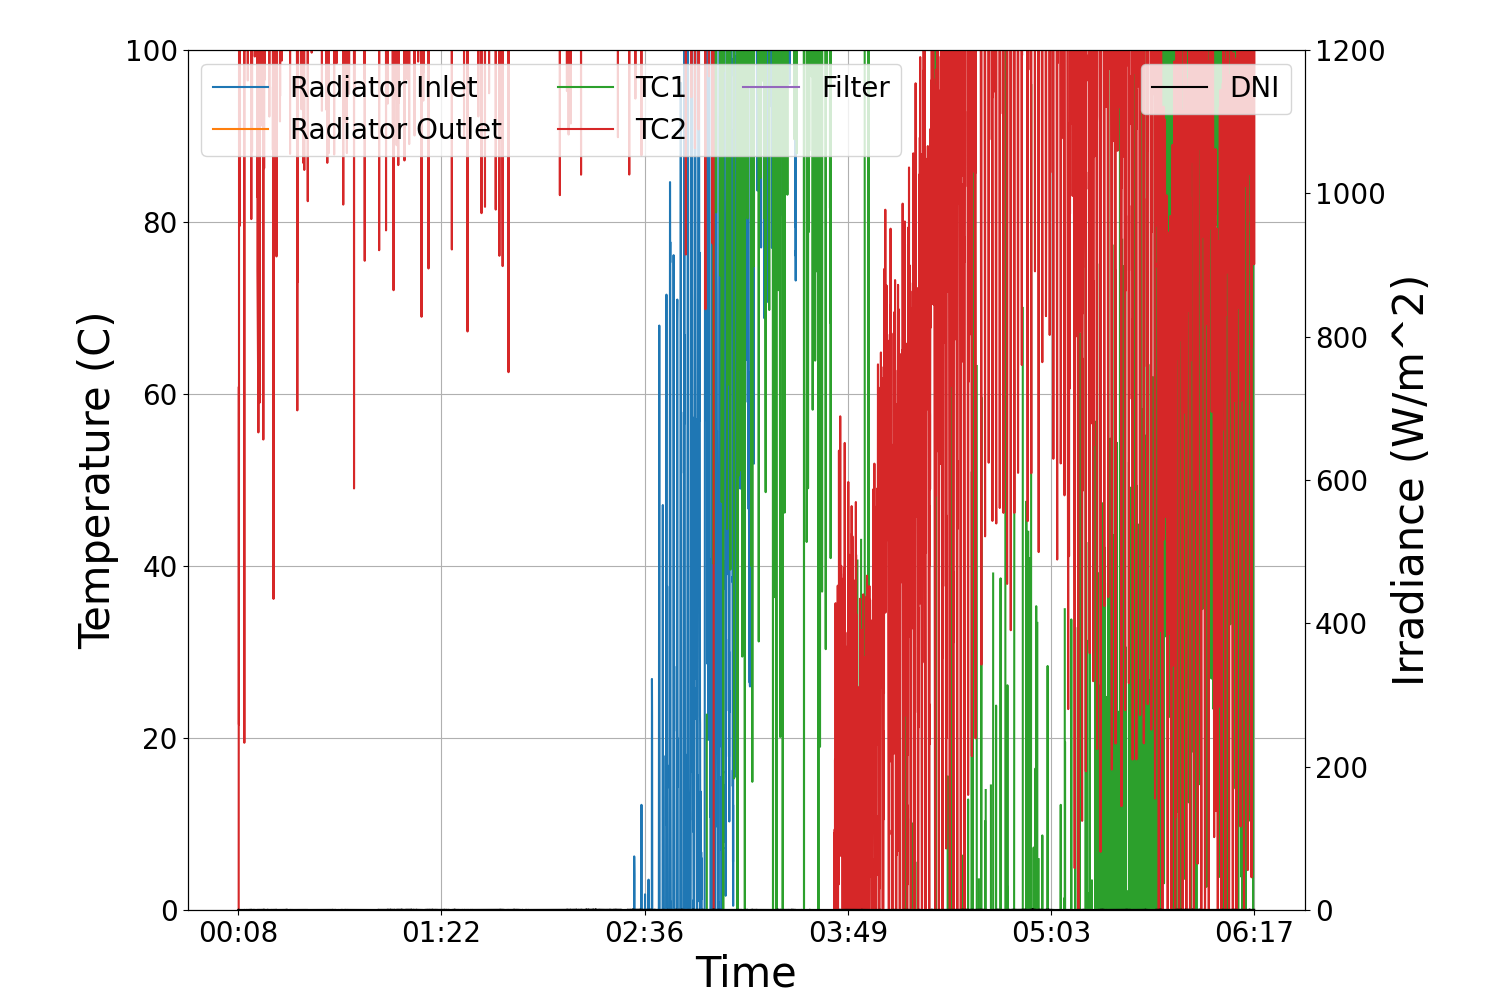 100
80
60
40
20
0
Temperature (C)
Radiator Inlet
Radiator Outlet
TC1
TC2
Filter
DNI
1200
1000
800
600
400
200
0
Irradiance (W/m^2)
00:08
01:22
02:36
03:49
05:03
06:17
Time